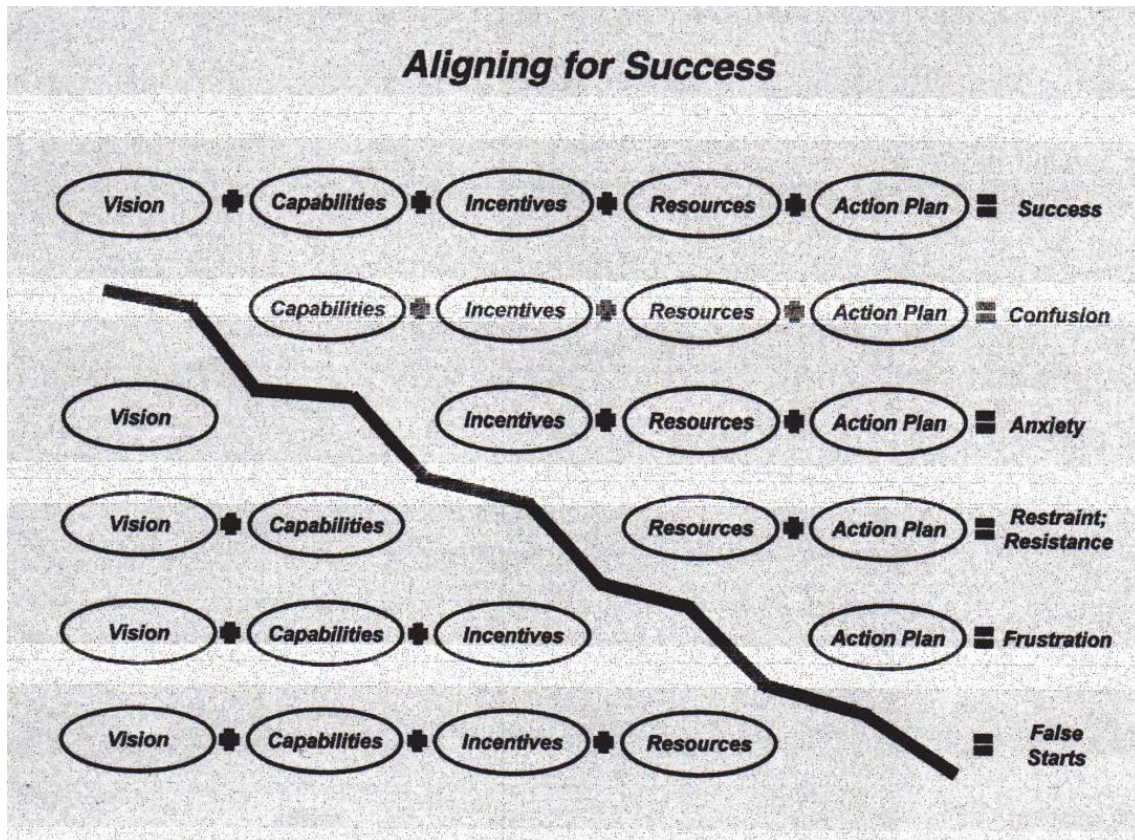 Aligning for Success
Vision + Capabilities + Incentives + Resources + Action Plan = Success
Capabilities + Incentives + Resources + Action Plan = Confusion
Vision Incentives + Resources + Action Plan = Anxiety
Vision + Capabilities Resources + Action Plan = Restraint;
Resistance
Vision + Capabilities + Incentives Action Plan = Frustration
Vision + Capabilities + Incentives + Resources = False
Starts